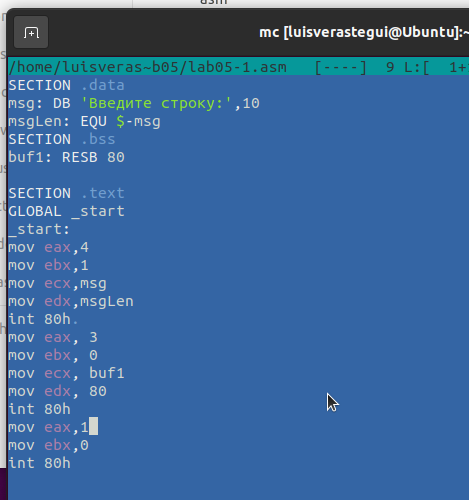 asm
mc [luisverastegui@Ubuntu]:~
/home/luisveras~b05/lab05-1.asm   [----]  9 L:[  1+
SECTION .data
msg: DB 'Введите строку:',10
msgLen: EQU $-msg
SECTION .bss
buf1: RESB 80
SECTION .text
GLOBAL _start
_start:
mov eax,4
mov ebx,1
mov ecx,msg
mov edx,msgLen
int 80h.
mov eax, 3
mov ebx, 0
mov ecx, buf1
mov edx, 80
int 80h
mov eax,1
mov ebx,0
int 80h